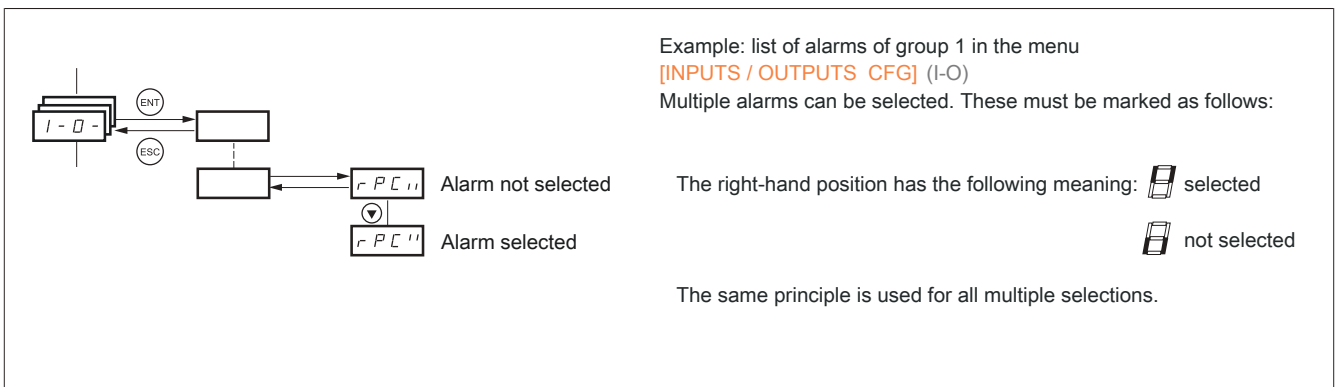 Example: list of alarms of group 1 in the menu
[INPUTS / OUTPUTS CFG] (I-O)
Multiple alarms can be selected. These must be marked as follows:
ENT
I - O -
ESC
r P C ıı
Alarm not selected
The right-hand position has the following meaning: selected
r P C ''
Alarm selected
not selected
The same principle is used for all multiple selections.